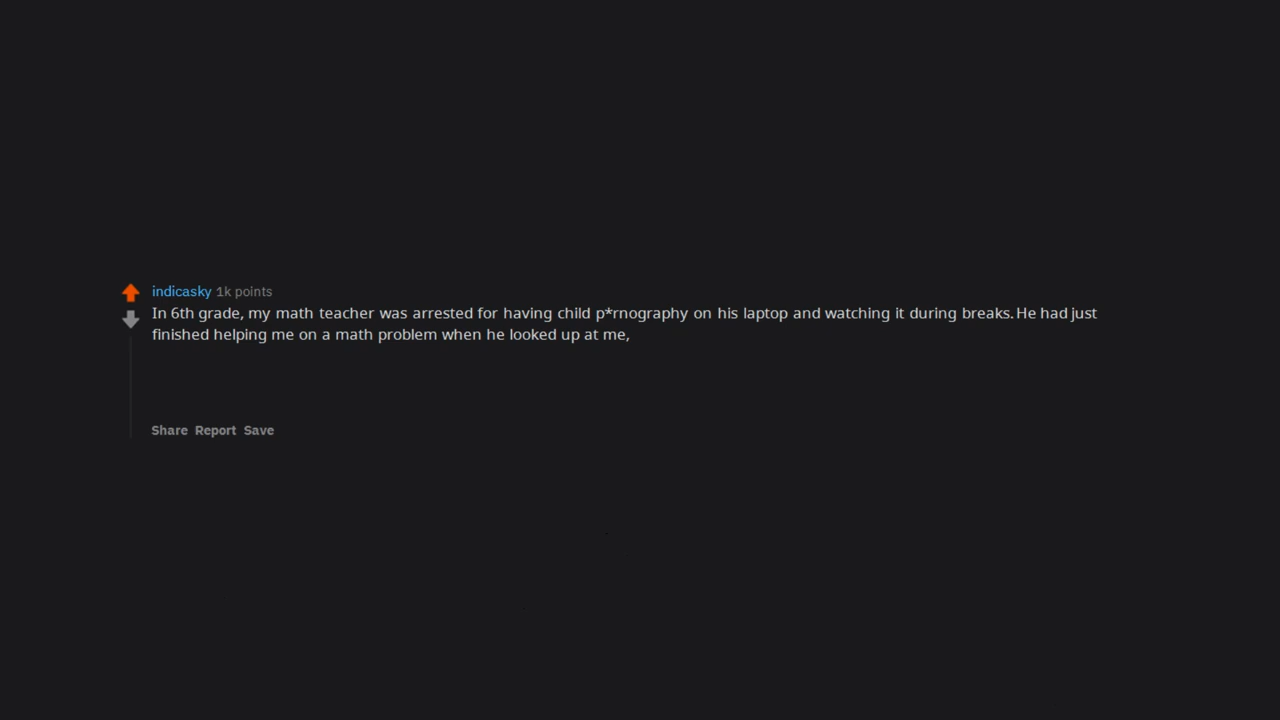 indicasky 1k points
In 6th grade, my math teacher was arrested for having child p*rnography on his laptop and watching it during breaks. He had just
finished helping me on a math problem when he looked up at me,
Share Report Save